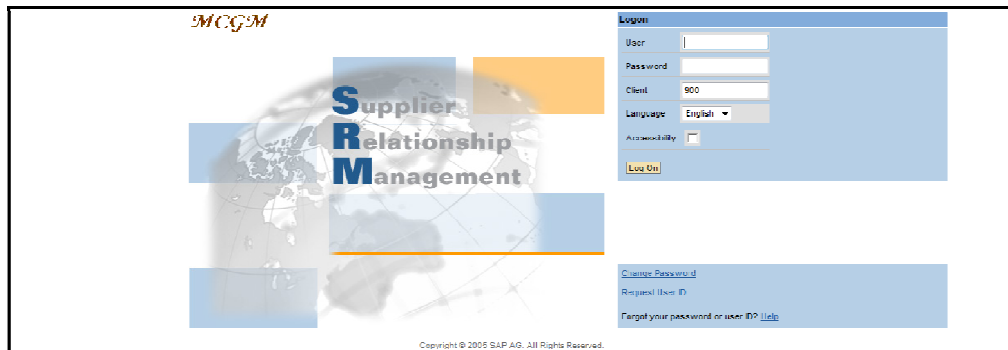 MCGM
Supplier
Relationship
Management
Logon
User
Password
Client 900
Language English
Accessibility
Log On
Change Password
Request User ID
Forgot your password or user ID? Help
Copyright © 2005 SAP AG. All Rights Reserved.